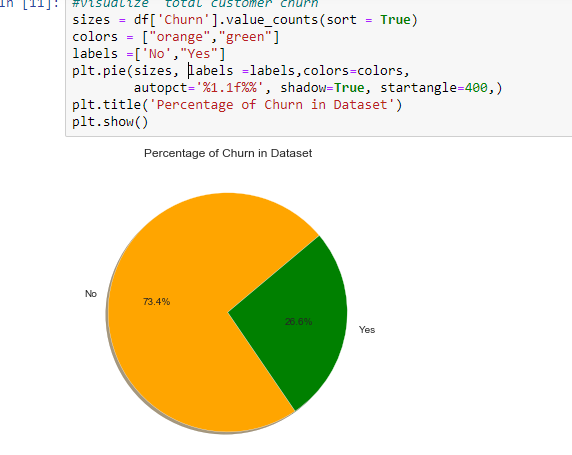 In [11]: #visualize total customer churn
sizes = df['Churn'].value_counts(sort = True)
colors = ["orange","green"]
labels =['No',"Yes"]
plt.pie(sizes, labels =labels,colors=colors,
autopct='%1.1f%%', shadow=True, startangle=400,)
plt.title('Percentage of Churn in Dataset')
plt.show()
Percentage of Churn in Dataset
No
73.4%
26.6%
Yes